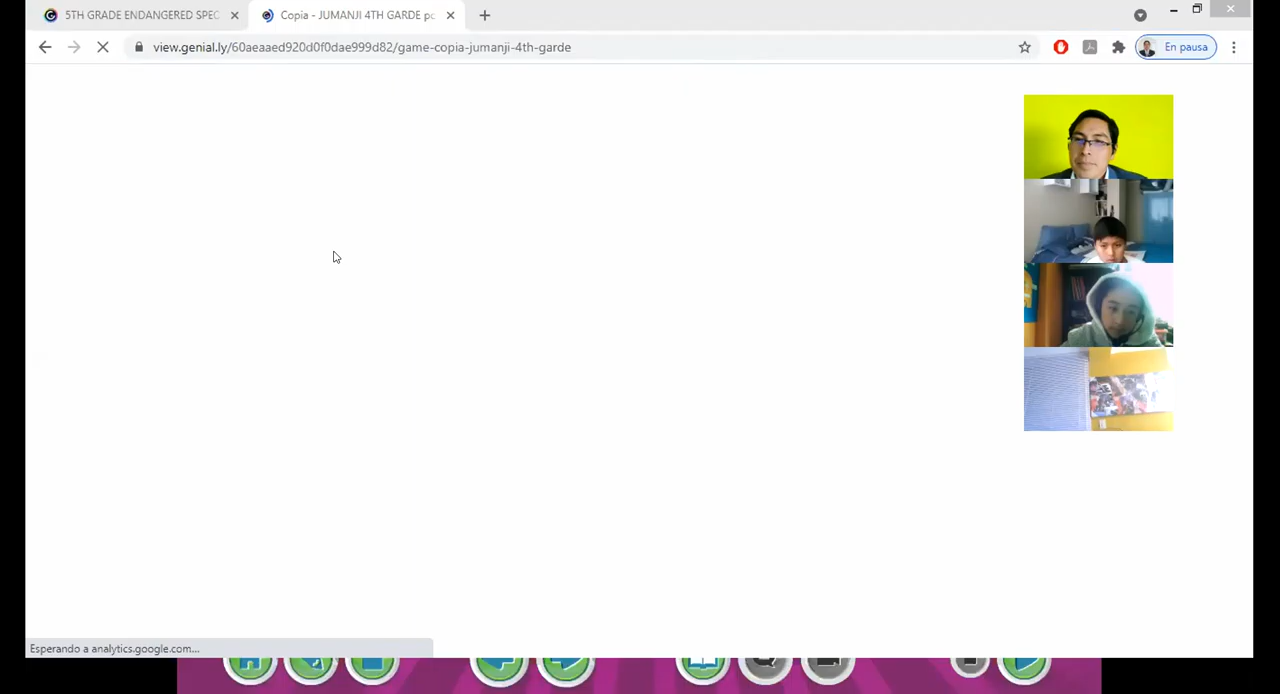 5TH GRADE ENDANGERED SPEC
Copia - JUMANJI 4TH GARDE pc
view.genial.ly/60aeaaed920d0f0dae999d82/game-copia-jumanji-4th-garde
En pausa
Esperando a analytics.google.com...